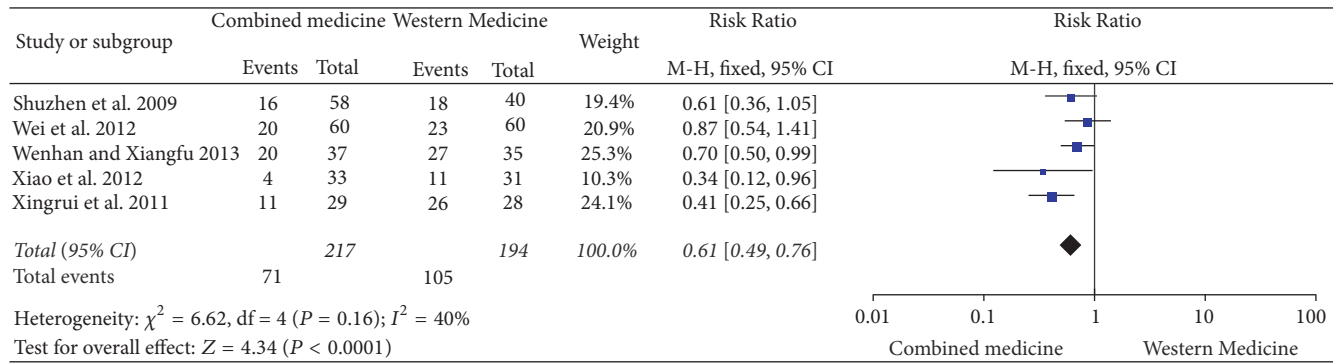 Study or subgroup Combined medicine Western Medicine Weight Risk Ratio Risk Ratio
Events Total Events Total M-H, fixed, 95% CI M-H, fixed, 95% CI
Shuzhen et al. 2009 16 58 18 40 19.4% 0.61 [0.36, 1.05]
Wei et al. 2012 20 60 23 60 20.9% 0.87 [0.54, 1.41]
Wenhan and Xiangfu 2013 20 37 27 35 25.3% 0.70 [0.50, 0.99]
Xiao et al. 2012 4 33 11 31 10.3% 0.34 [0.12, 0.96]
Xingrui et al. 2011 11 29 26 28 24.1% 0.41 [0.25, 0.66]
Total (95% CI) 217 194 100.0% 0.61 [0.49, 0.76]
Total events 71 105
Heterogeneity: χ² = 6.62, df = 4 (P = 0.16); I² = 40%
Test for overall effect: Z = 4.34 (P < 0.0001)
0.01 0.1 1 10 100
Combined medicine Western Medicine